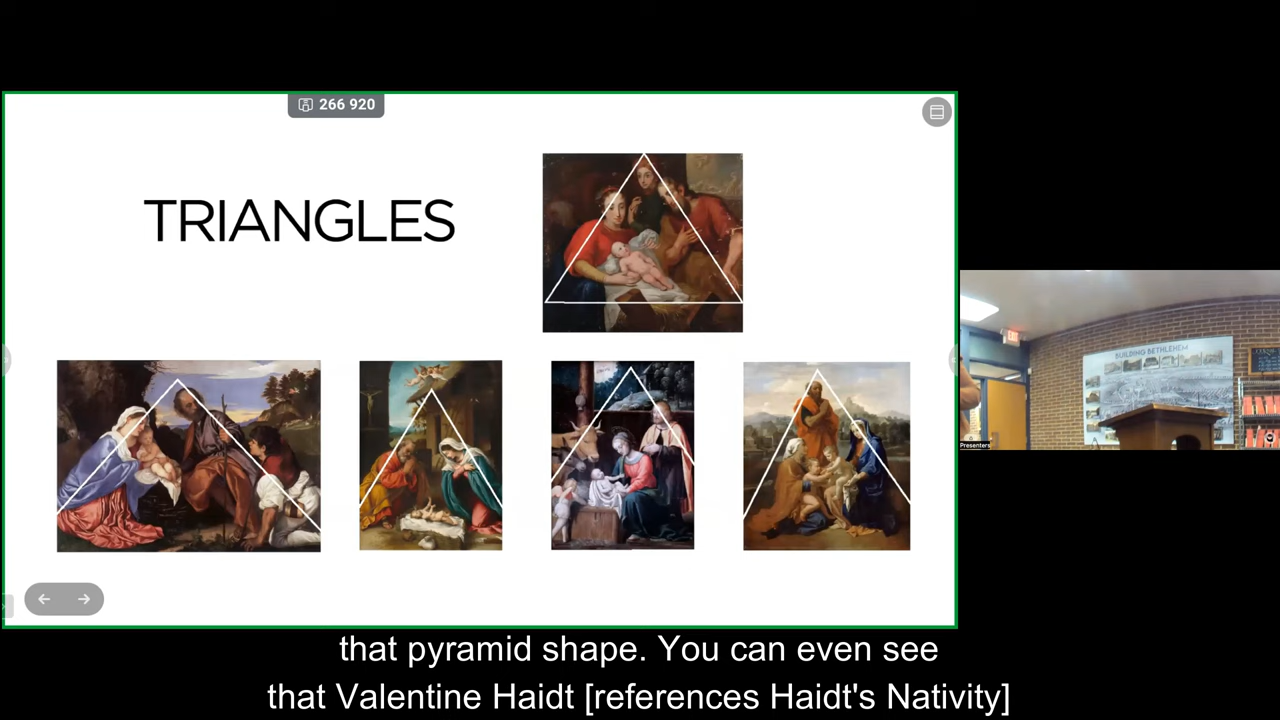 266 920
TRIANGLES
EXIT
BUILDING BETHLEHEM
Presenters
that pyramid shape. You can even see
that Valentine Haidt [references Haidt's Nativity]